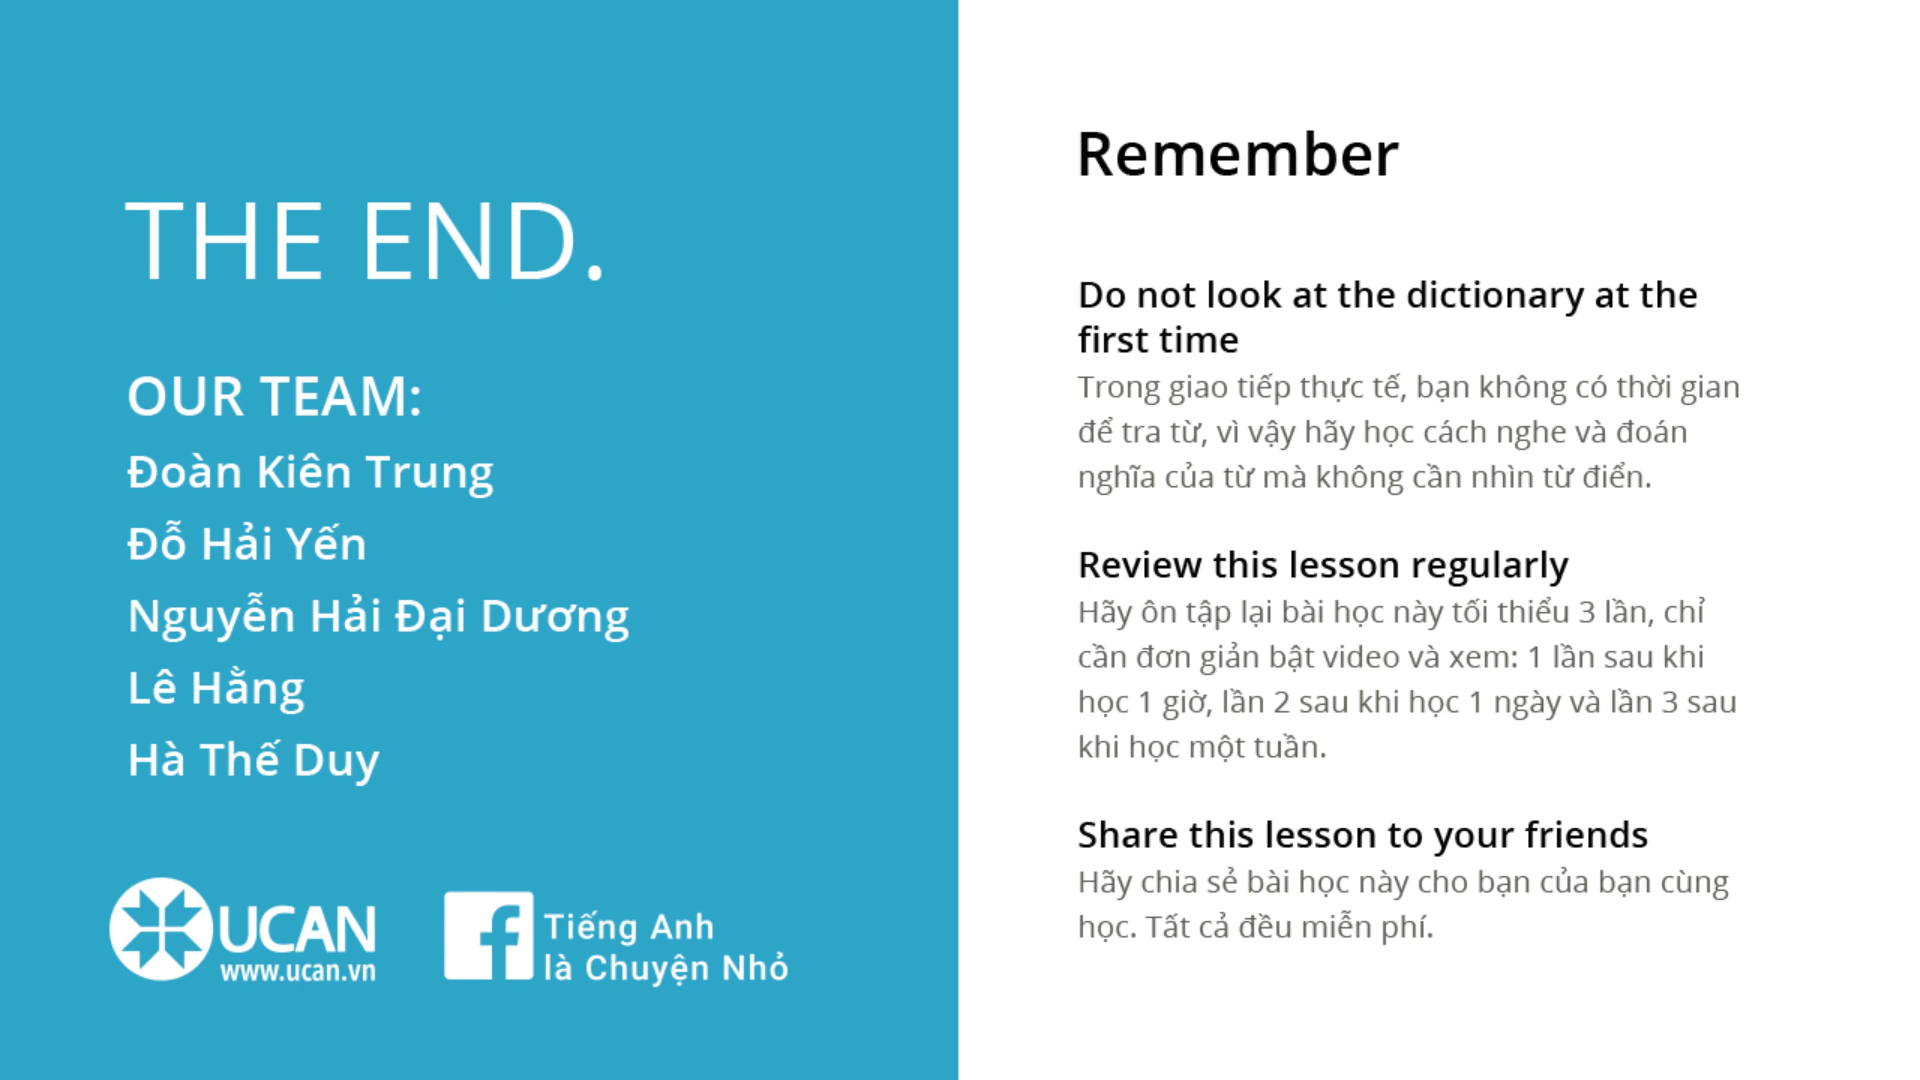 THE END.
OUR TEAM:
Đoàn Kiên Trung
Đỗ Hải Yến
Nguyễn Hải Đại Dương
Lê Hằng
Hà Thế Duy
UCAN
www.ucan.vn
Tiếng Anh
là Chuyện Nhỏ
Remember
Do not look at the dictionary at the
first time
Trong giao tiếp thực tế, bạn không có thời gian
để tra từ, vì vậy hãy học cách nghe và đoán
nghĩa của từ mà không cần nhìn từ điển.
Review this lesson regularly
Hãy ôn tập lại bài học này tối thiểu 3 lần, chỉ
cần đơn giản bật video và xem: 1 lần sau khi
học 1 giờ, lần 2 sau khi học 1 ngày và lần 3 sau
khi học một tuần.
Share this lesson to your friends
Hãy chia sẻ bài học này cho bạn của bạn cùng
học. Tất cả đều miễn phí.